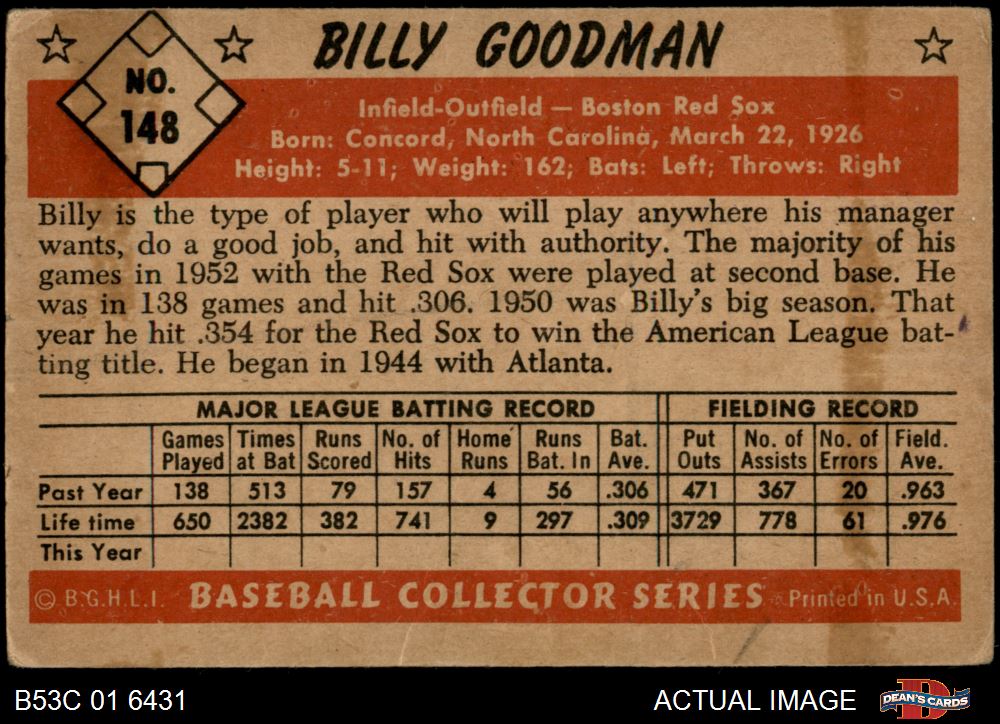 BILLY GOODMAN
NO.
148
Infield-Outfield — Boston Red Sox
Born: Concord, North Carolina, March 22, 1926
Height: 5-11; Weight: 162; Bats: Left; Throws: Right
Billy is the type of player who will play anywhere his manager
wants, do a good job, and hit with authority. The majority of his
games in 1952 with the Red Sox were played at second base. He
was in 138 games and hit .306. 1950 was Billy's big season. That
year he hit .354 for the Red Sox to win the American League bat-
ting title. He began in 1944 with Atlanta.
MAJOR LEAGUE BATTING RECORD FIELDING RECORD
Games Times Runs No. of Home Runs Bat. Put No. of No. of Field.
Played at Bat Scored Hits Runs Bat. In Ave. Outs Assists Errors Ave.
Past Year 138 513 79 157 4 56 .306 471 367 20 .963
Life time 650 2382 382 741 9 297 .309 3729 778 61 .976
This Year
© B.G.H.L.I. BASEBALL COLLECTOR SERIES Printed in U.S.A.
B53C 01 6431 ACTUAL IMAGE DEAN'S CARDS